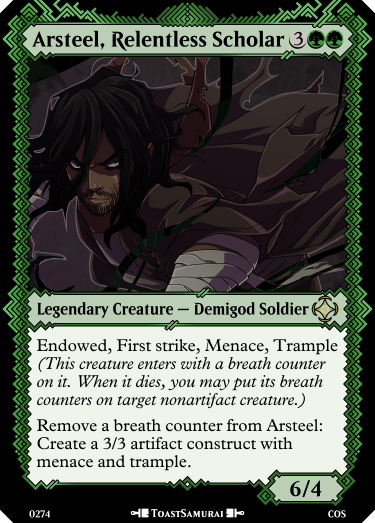 Arsteel, Relentless Scholar 3
Legendary Creature — Demigod Soldier
Endowed, First strike, Menace, Trample
(This creature enters with a breath counter
on it. When it dies, you may put its breath
counters on target nonartifact creature.)
Remove a breath counter from Arsteel:
Create a 3/3 artifact construct with
menace and trample.
6/4
0274 ToastSamurai COS